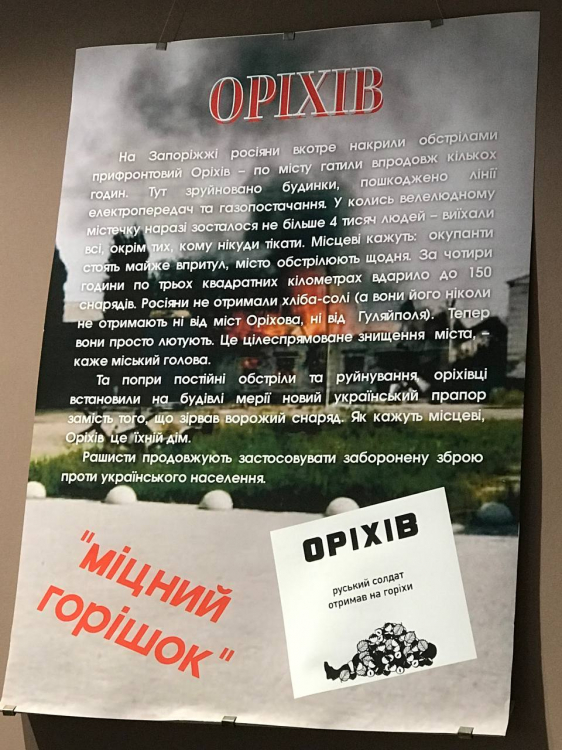 ОРІХІВ
На Запоріжжі росіяни вкотре накрили обстрілами
прифронтовий Оріхів – по місту гатили впродовж кількох
годин. Тут зруйновано будинки, пошкоджено лінії
електропередач та газопостачання. У колись велелюдному
містечку наразі зосталося не більше 4 тисяч людей – виїхали
всі, окрім тих, кому нікуди тікати. Місцеві кажуть: окупанти
стоять майже впритул, місто обстрілюють щодня. За чотири
години по трьох квадратних кілометрах вдарило до 150
снарядів. Росіяни не отримали хліба-солі (а вони його ніколи
не отримають ні від міст Оріхова, ні від Гуляйполя). Тепер
вони просто лютують. Це цілеспрямоване знищення міста, –
каже міський голова.
Та попри постійні обстріли та руйнування, оріхівці
встановили на будівлі мерії новий український прапор
замість того, що зірвав ворожий снаряд. Як кажуть місцеві,
Оріхів це їхній дім.
Рашисти продовжують застосовувати заборонену зброю
проти українського населення.
"міцний
горішок"
ОРІХІВ
руський солдат
отримав на горіхи